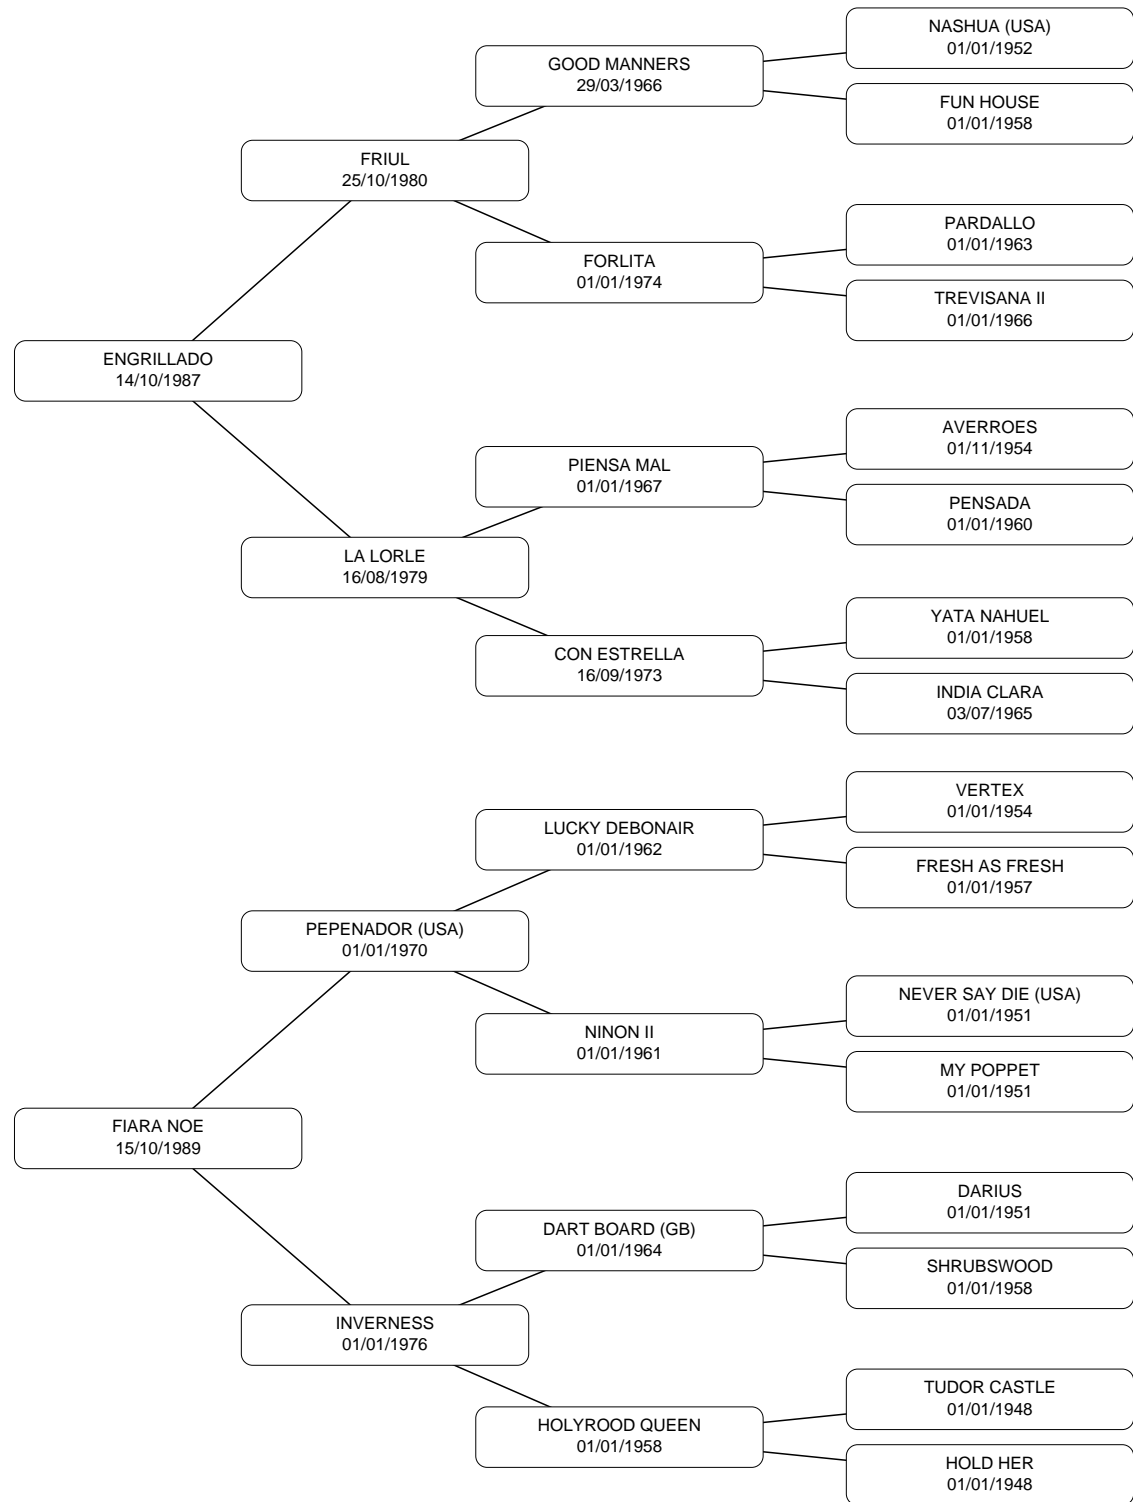 NASHUA (USA)
01/01/1952
GOOD MANNERS
29/03/1966
FUN HOUSE
01/01/1958
FRIUL
25/10/1980
PARDALLO
01/01/1963
FORLITA
01/01/1974
TREVISANA II
01/01/1966
ENGRILLADO
14/10/1987
AVERROES
01/11/1954
PIENSA MAL
01/01/1967
PENSADA
01/01/1960
LA LORLE
16/08/1979
YATA NAHUEL
01/01/1958
CON ESTRELLA
16/09/1973
INDIA CLARA
03/07/1965
VERTEX
01/01/1954
LUCKY DEBONAIR
01/01/1962
FRESH AS FRESH
01/01/1957
PEPENADOR (USA)
01/01/1970
NEVER SAY DIE (USA)
01/01/1951
NINON II
01/01/1961
MY POPPET
01/01/1951
FIARA NOE
15/10/1989
DARIUS
01/01/1951
DART BOARD (GB)
01/01/1964
SHRUBSWOOD
01/01/1958
INVERNESS
01/01/1976
TUDOR CASTLE
01/01/1948
HOLYROOD QUEEN
01/01/1958
HOLD HER
01/01/1948